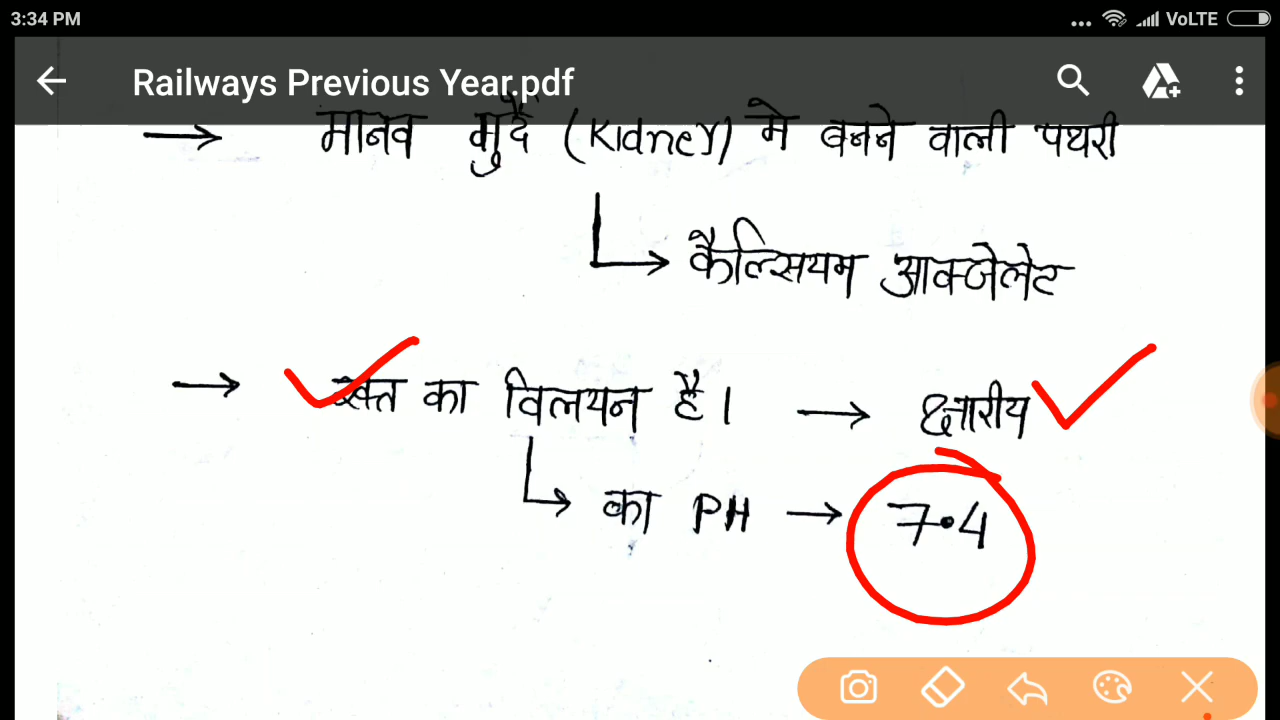 3:34 PM ... VoLTE
Railways Previous Year.pdf
→ मानव गुर्दे (Kidney) मे बनने वाली पथरी
कैल्सियम आक्जेलेट
→ रक्त का विलयन है। → क्षारीय
का PH → 7.4